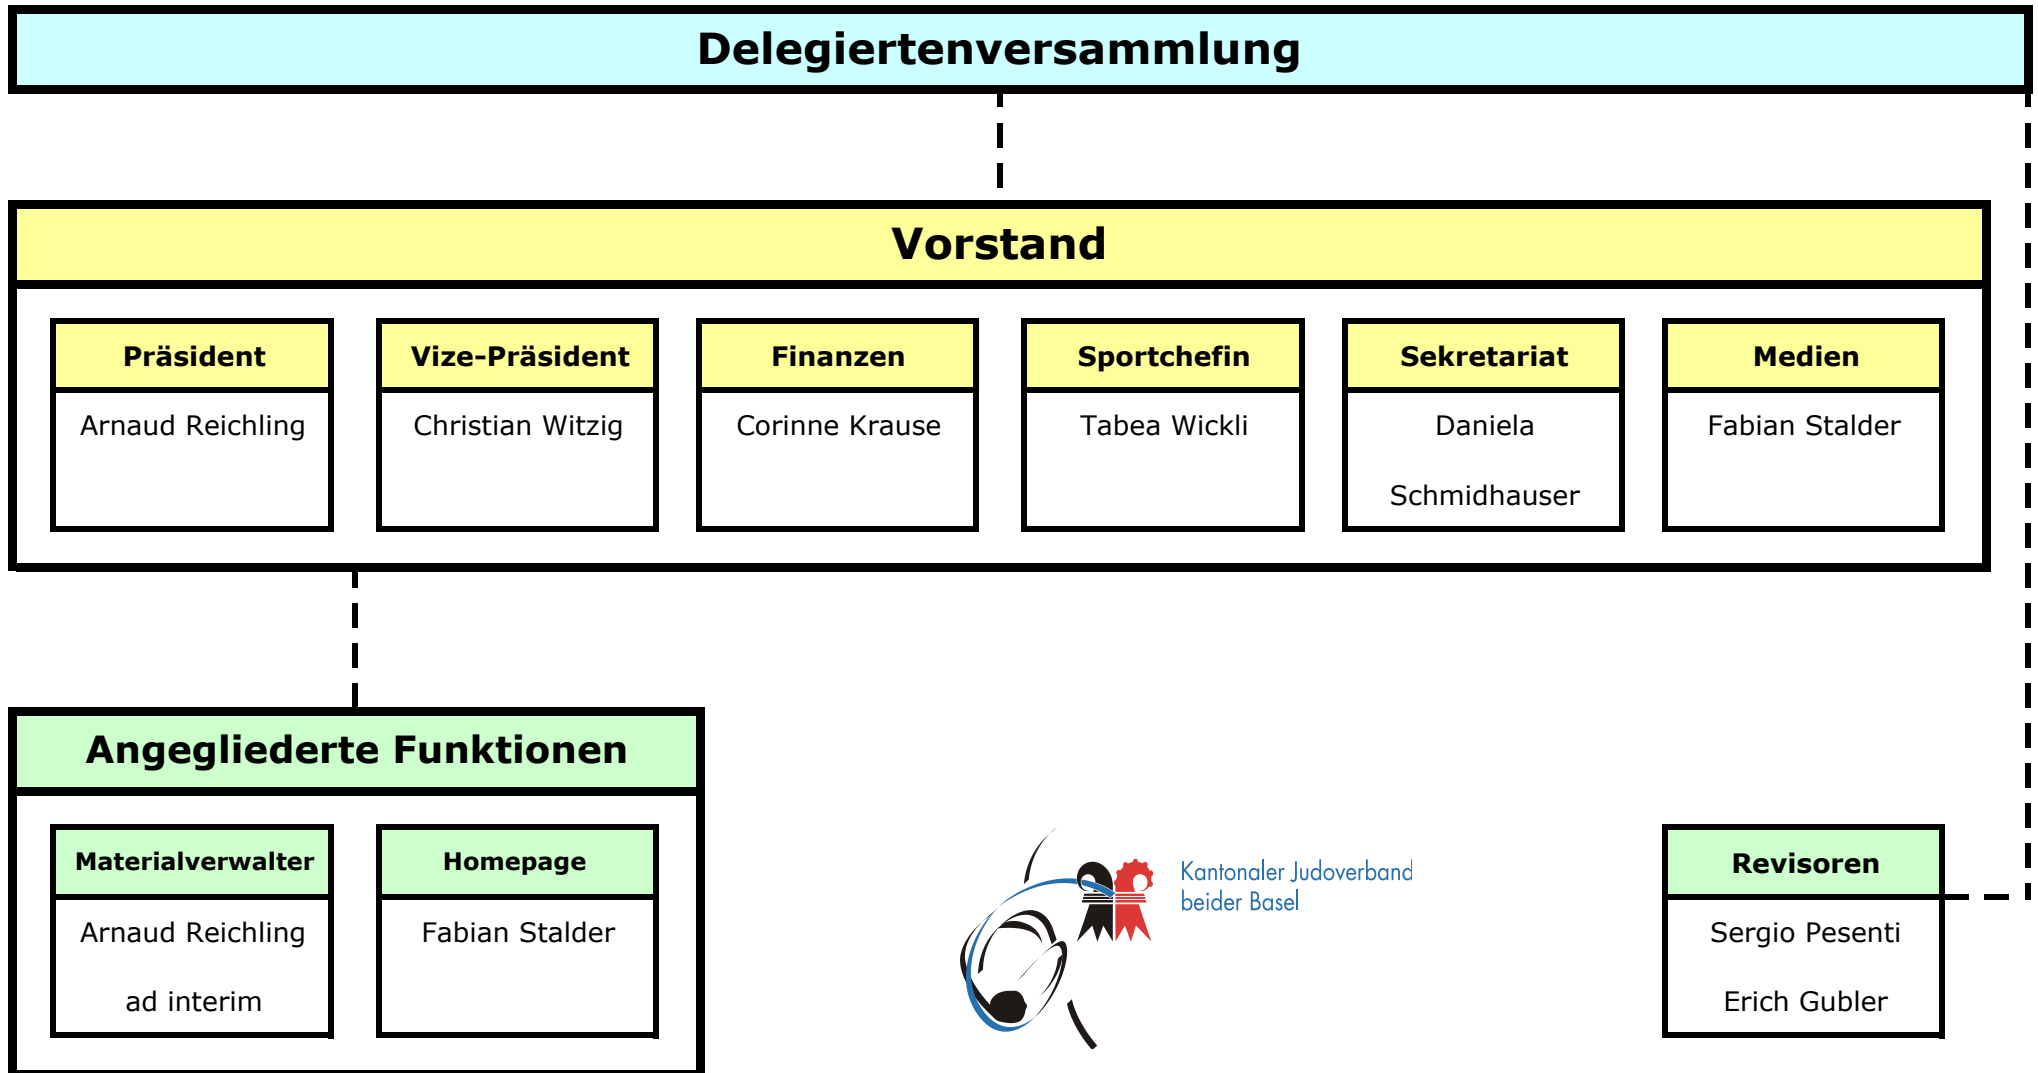 Delegiertenversammlung
Vorstand
Präsident
Arnaud Reichling
Vize-Präsident
Christian Witzig
Finanzen
Corinne Krause
Sportchefin
Tabea Wickli
Sekretariat
Daniela
Schmidhauser
Medien
Fabian Stalder
Angegliederte Funktionen
Materialverwalter
Arnaud Reichling
ad interim
Homepage
Fabian Stalder
Kantonaler Judoverband
beider Basel
Revisoren
Sergio Pesenti
Erich Gubler